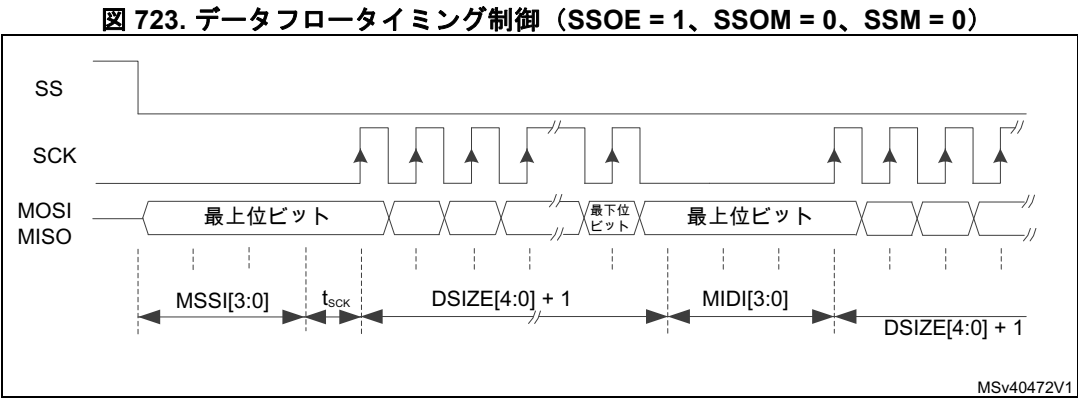 図 723. データフロータイミング制御（SSOE = 1、SSOM = 0、SSM = 0）
SS
SCK
MOSI
MISO
最上位ビット
最下位
ビット
最上位ビット
MSSI[3:0]
tSCK
DSIZE[4:0] + 1
MIDI[3:0]
DSIZE[4:0] + 1
MSv40472V1